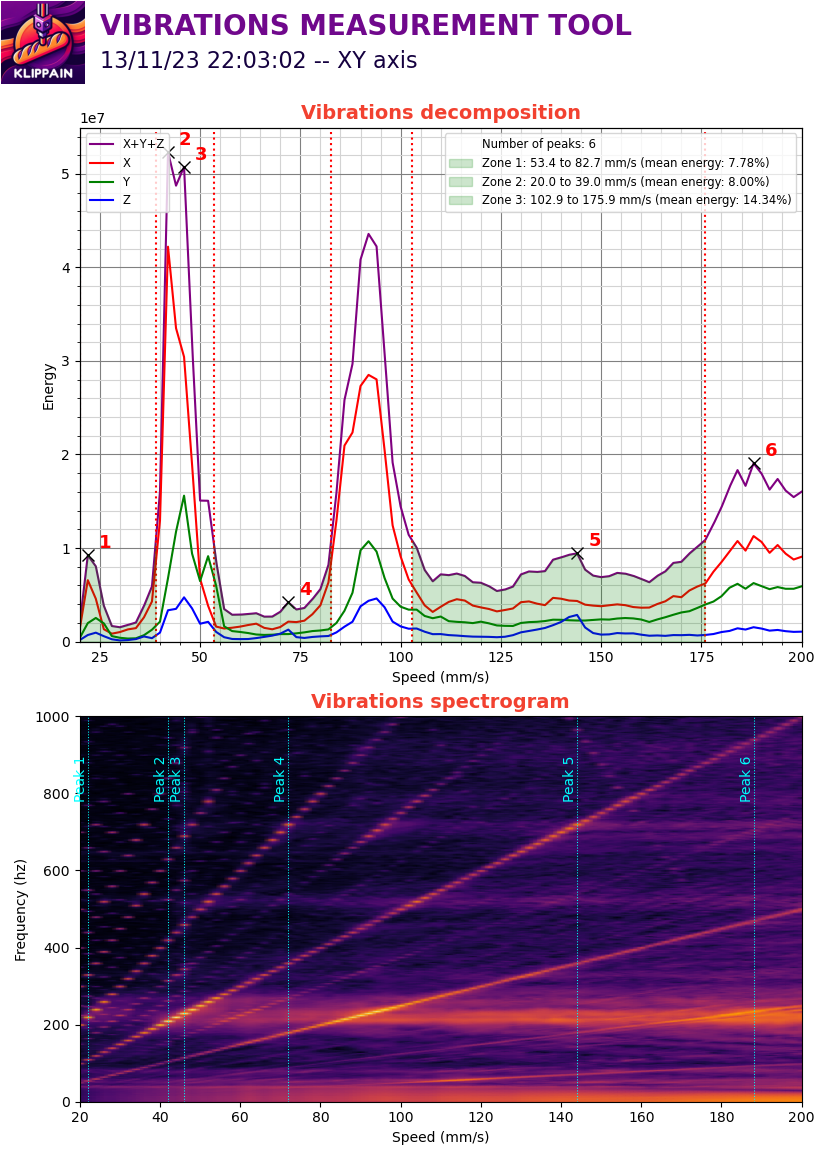 KLIPPAIN
VIBRATIONS MEASUREMENT TOOL
13/11/23 22:03:02 -- XY axis
Vibrations decomposition
1e7
X+Y+Z
X
Y
Z
Number of peaks: 6
Zone 1: 53.4 to 82.7 mm/s (mean energy: 7.78%)
Zone 2: 20.0 to 39.0 mm/s (mean energy: 8.00%)
Zone 3: 102.9 to 175.9 mm/s (mean energy: 14.34%)
1
2
3
4
5
6
Energy
5
4
3
2
1
0
25 50 75 100 125 150 175 200
Speed (mm/s)
Vibrations spectrogram
Peak 1
Peak 2
Peak 3
Peak 4
Peak 5
Peak 6
Frequency (hz)
1000
800
600
400
200
0
20 40 60 80 100 120 140 160 180 200
Speed (mm/s)